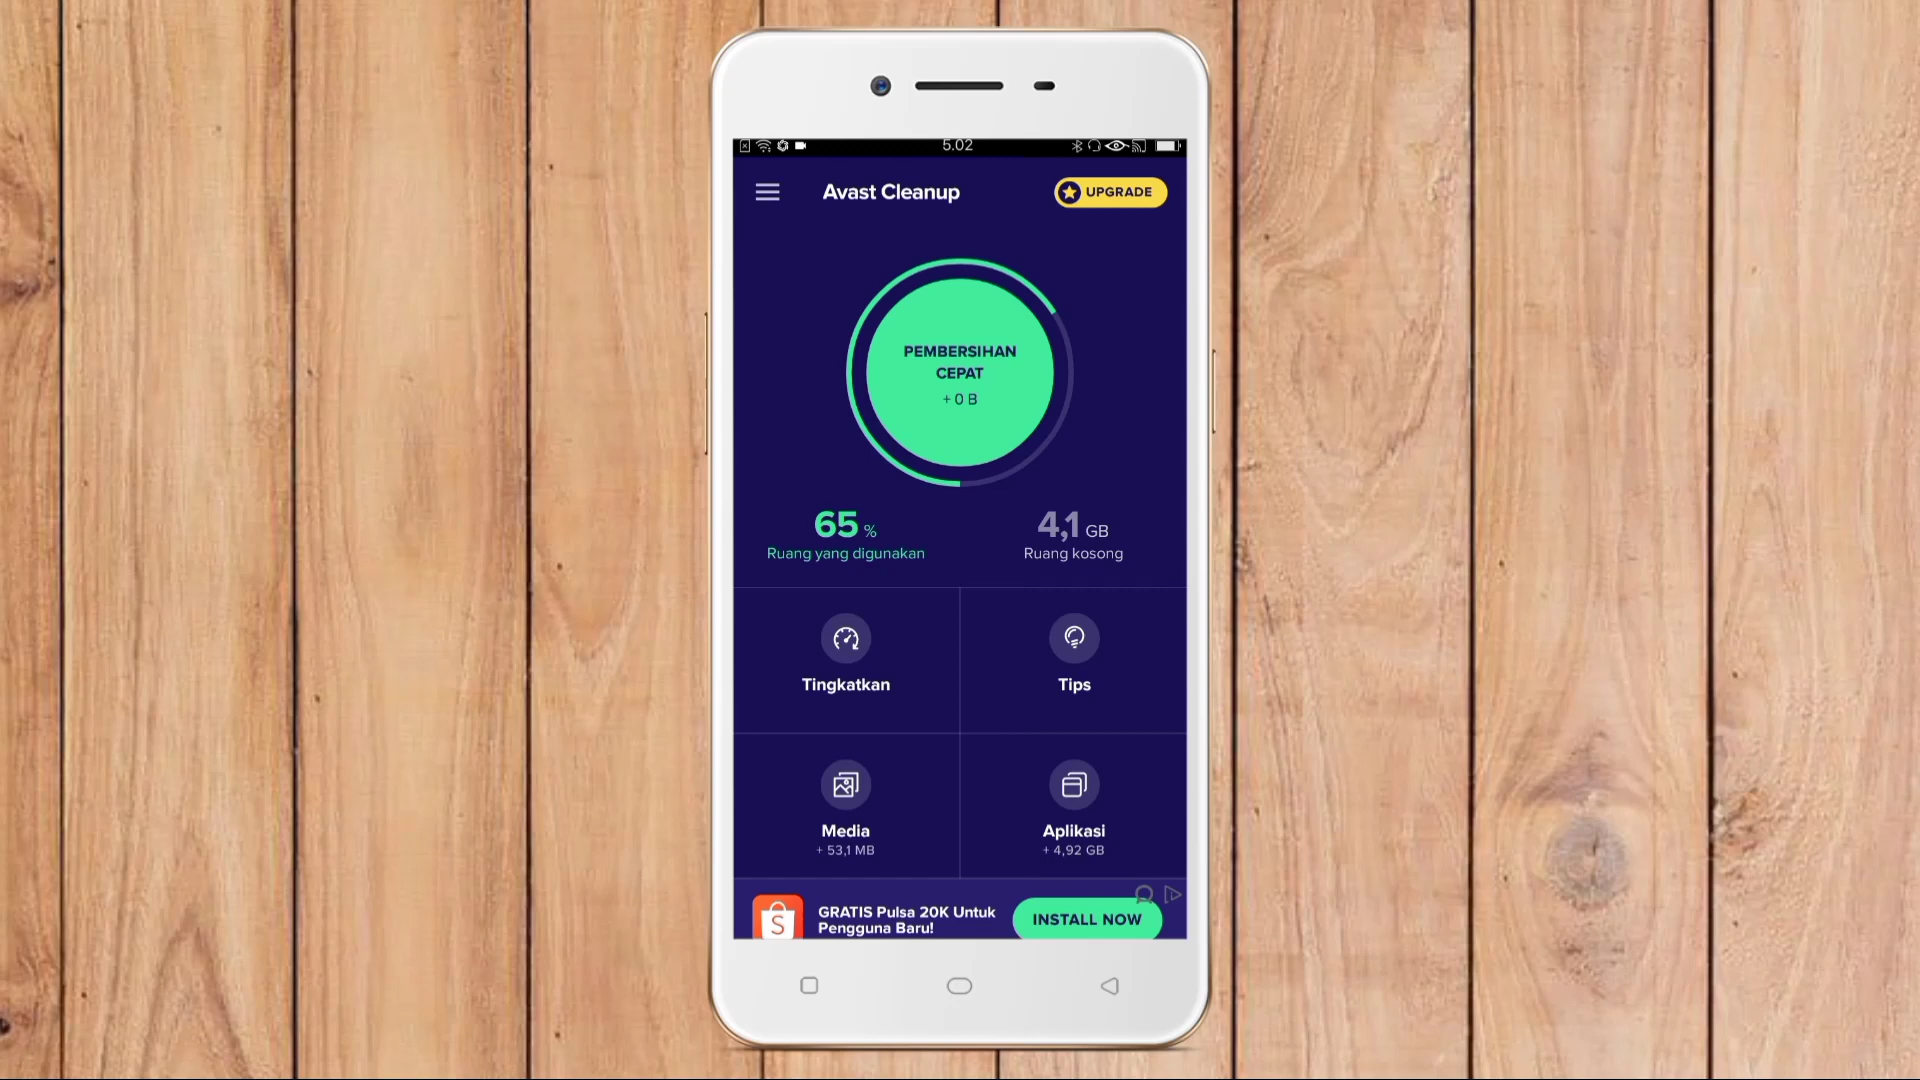 5.02
Avast Cleanup
UPGRADE
PEMBERSIHAN
CEPAT
+ 0 B
65 %
Ruang yang digunakan
4,1 GB
Ruang kosong
Tingkatkan
Tips
Media
+ 53,1 MB
Aplikasi
+ 4,92 GB
S
GRATIS Pulsa 20K Untuk
Pengguna Baru!
INSTALL NOW